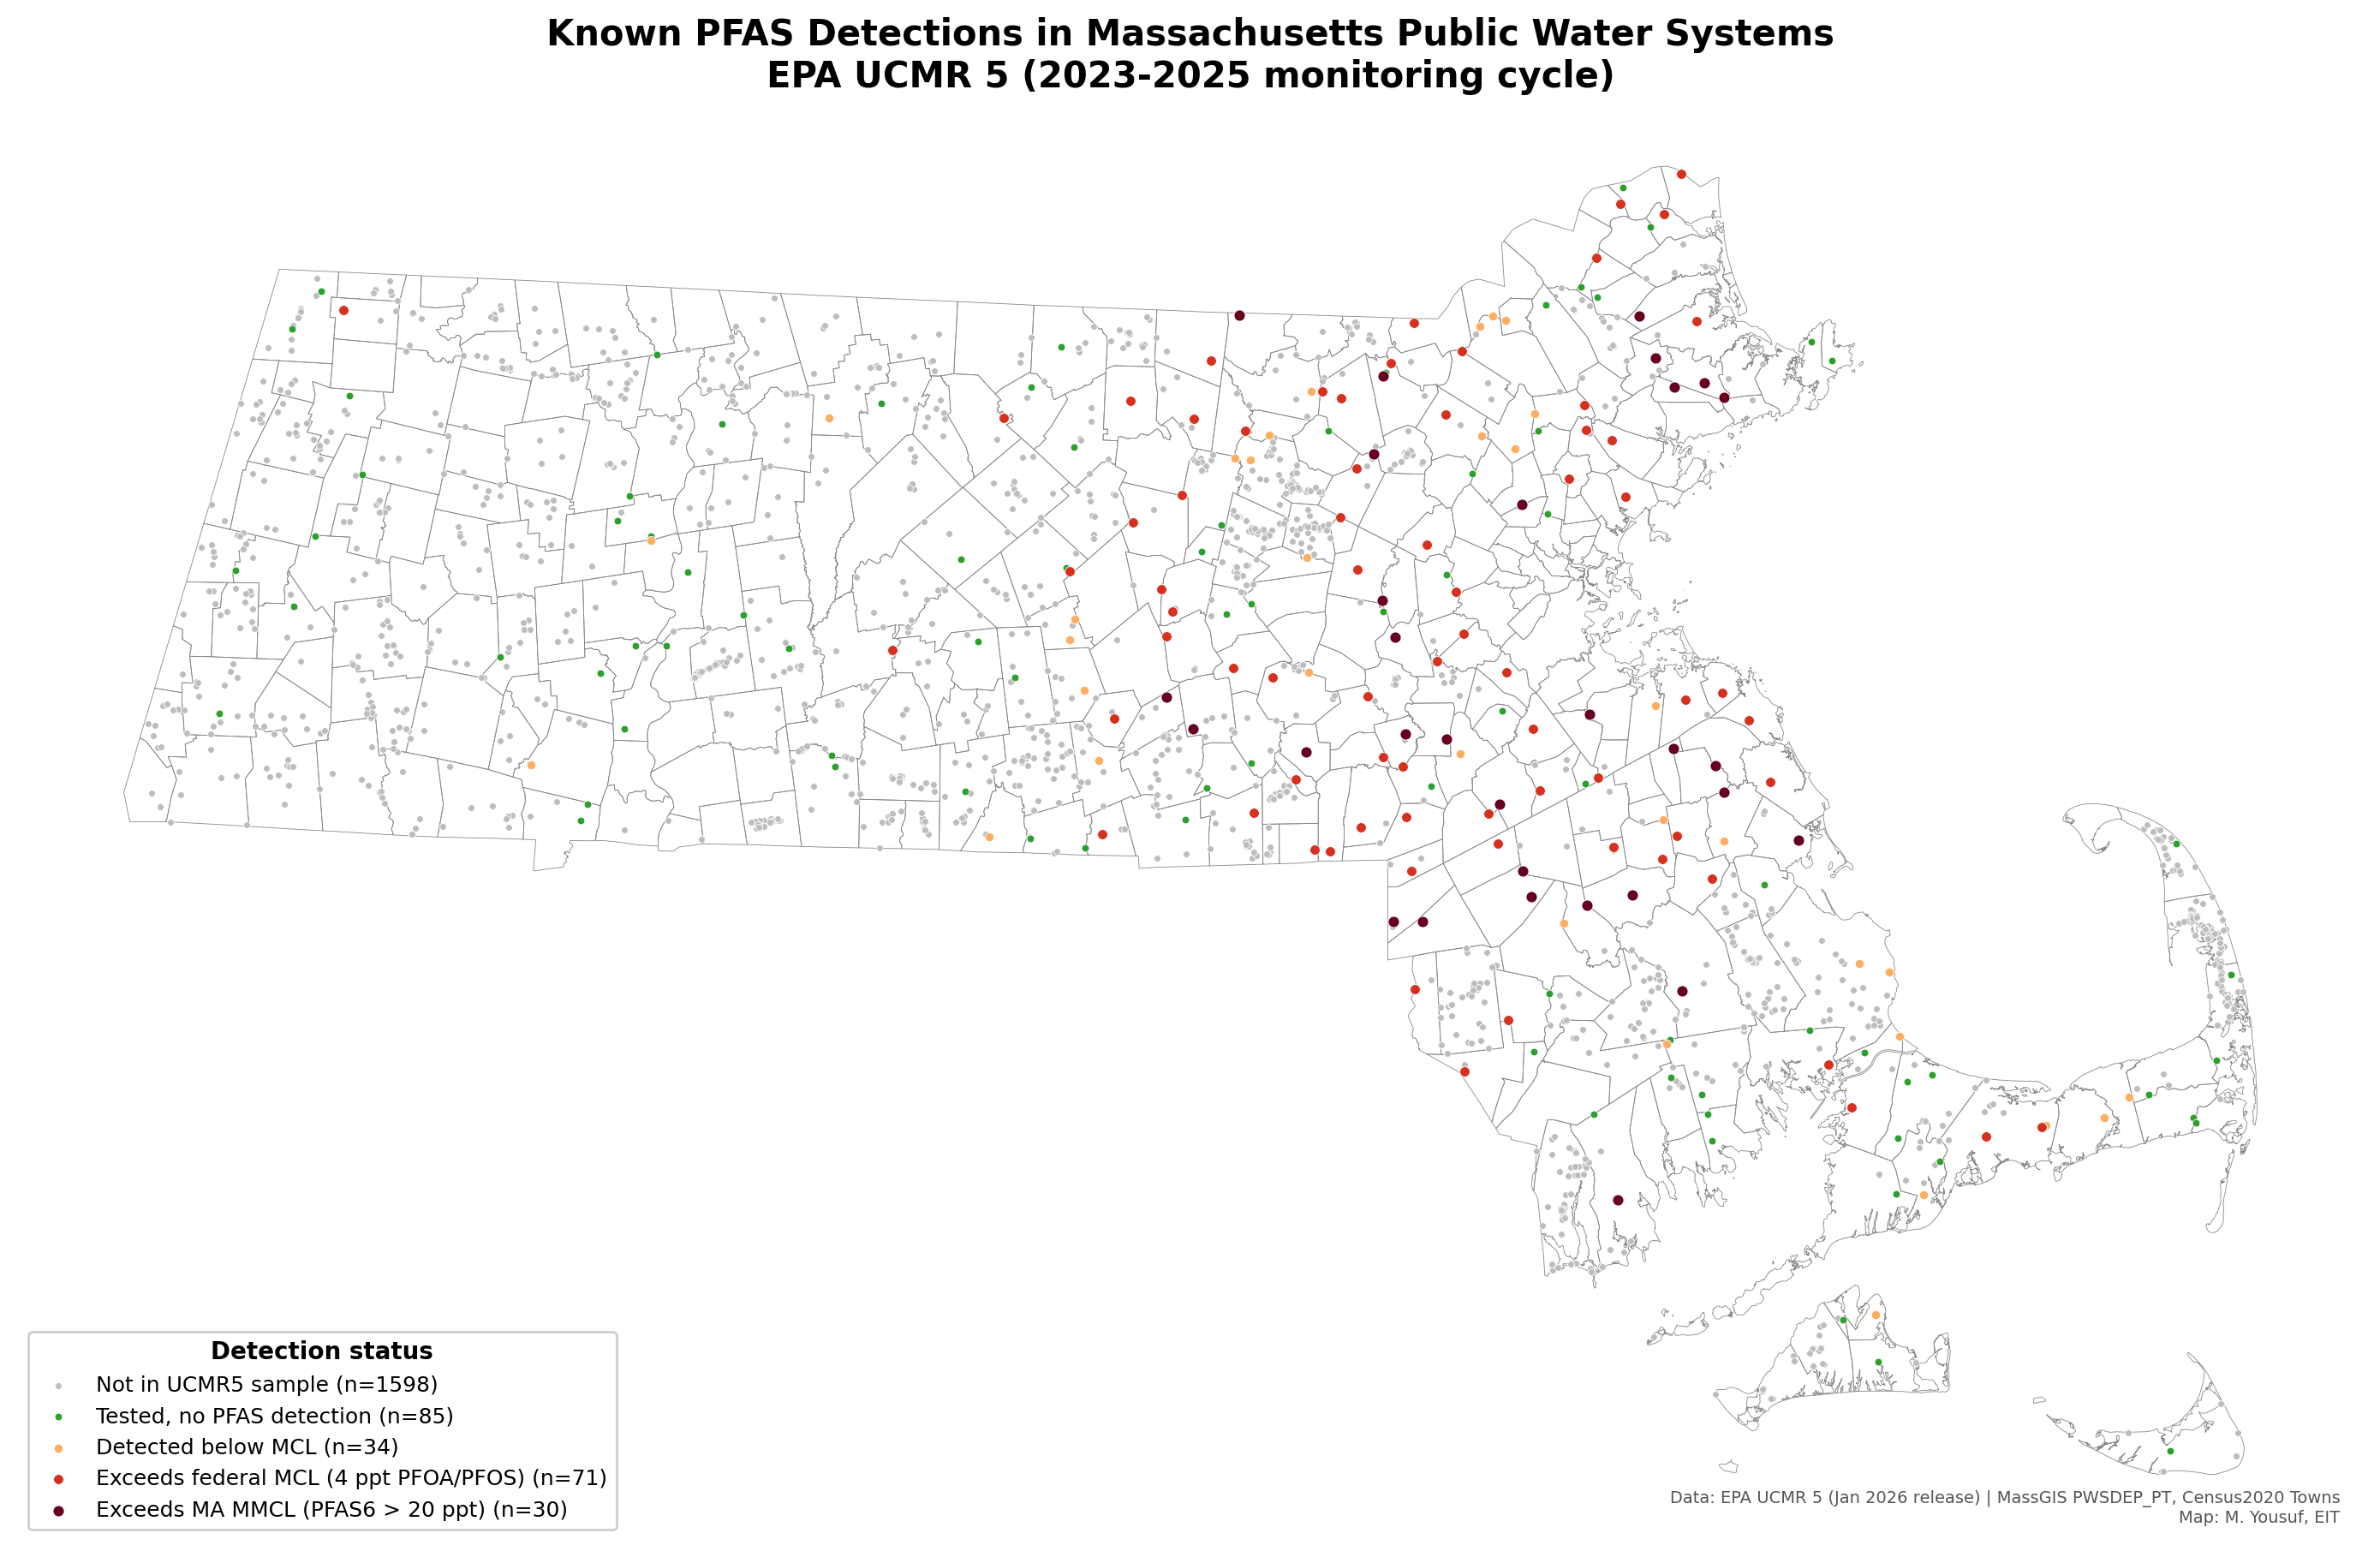 Known PFAS Detections in Massachusetts Public Water Systems
EPA UCMR 5 (2023-2025 monitoring cycle)
Detection status
Not in UCMR5 sample (n=1598)
Tested, no PFAS detection (n=85)
Detected below MCL (n=34)
Exceeds federal MCL (4 ppt PFOA/PFOS) (n=71)
Exceeds MA MMCL (PFAS6 > 20 ppt) (n=30)
Data: EPA UCMR 5 (Jan 2026 release) | MassGIS PWSDEP_PT, Census2020 Towns
Map: M. Yousuf, EIT